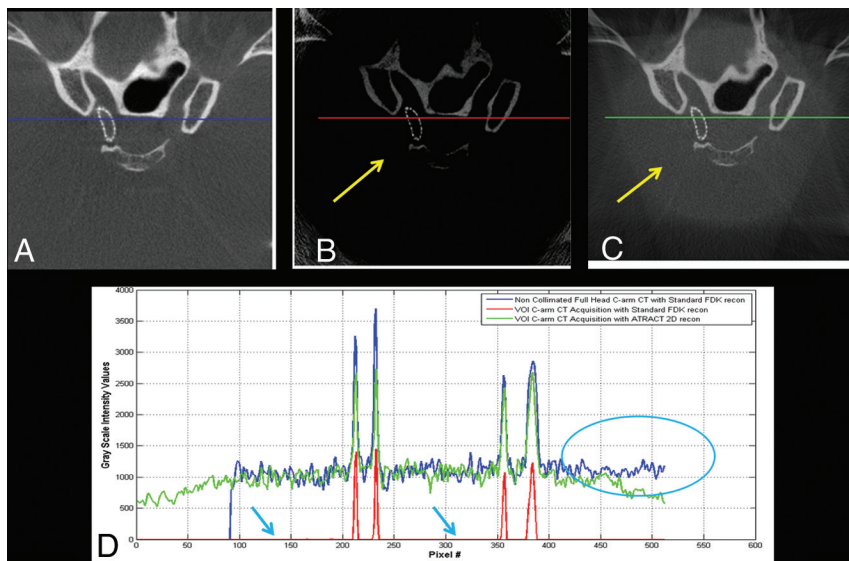 A
B
C
Non Collimated Full Head C-arm CT with Standard FDK recon
VOI C-arm CT Acquisition with Standard FDK recon
VOI C-arm CT Acquisition with ATRACT 2D recon
Gray Scale Intensity Values
4000
3500
3000
2500
2000
1500
1000
500
0
0 50 100 150 200 250 300 350 400 450 500 600
D
Pixel #